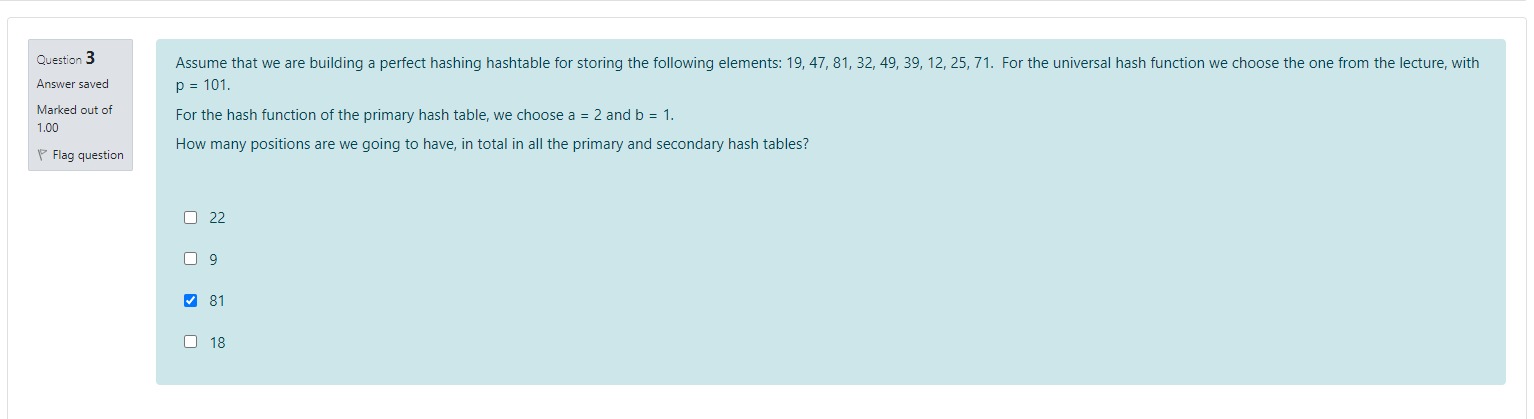 Question 3
Answer saved
Marked out of
1.00
Flag question
Assume that we are building a perfect hashing hashtable for storing the following elements: 19, 47, 81, 32, 49, 39, 12, 25, 71. For the universal hash function we choose the one from the lecture, with
p = 101.
For the hash function of the primary hash table, we choose a = 2 and b = 1.
How many positions are we going to have, in total in all the primary and secondary hash tables?
22
9
81
18